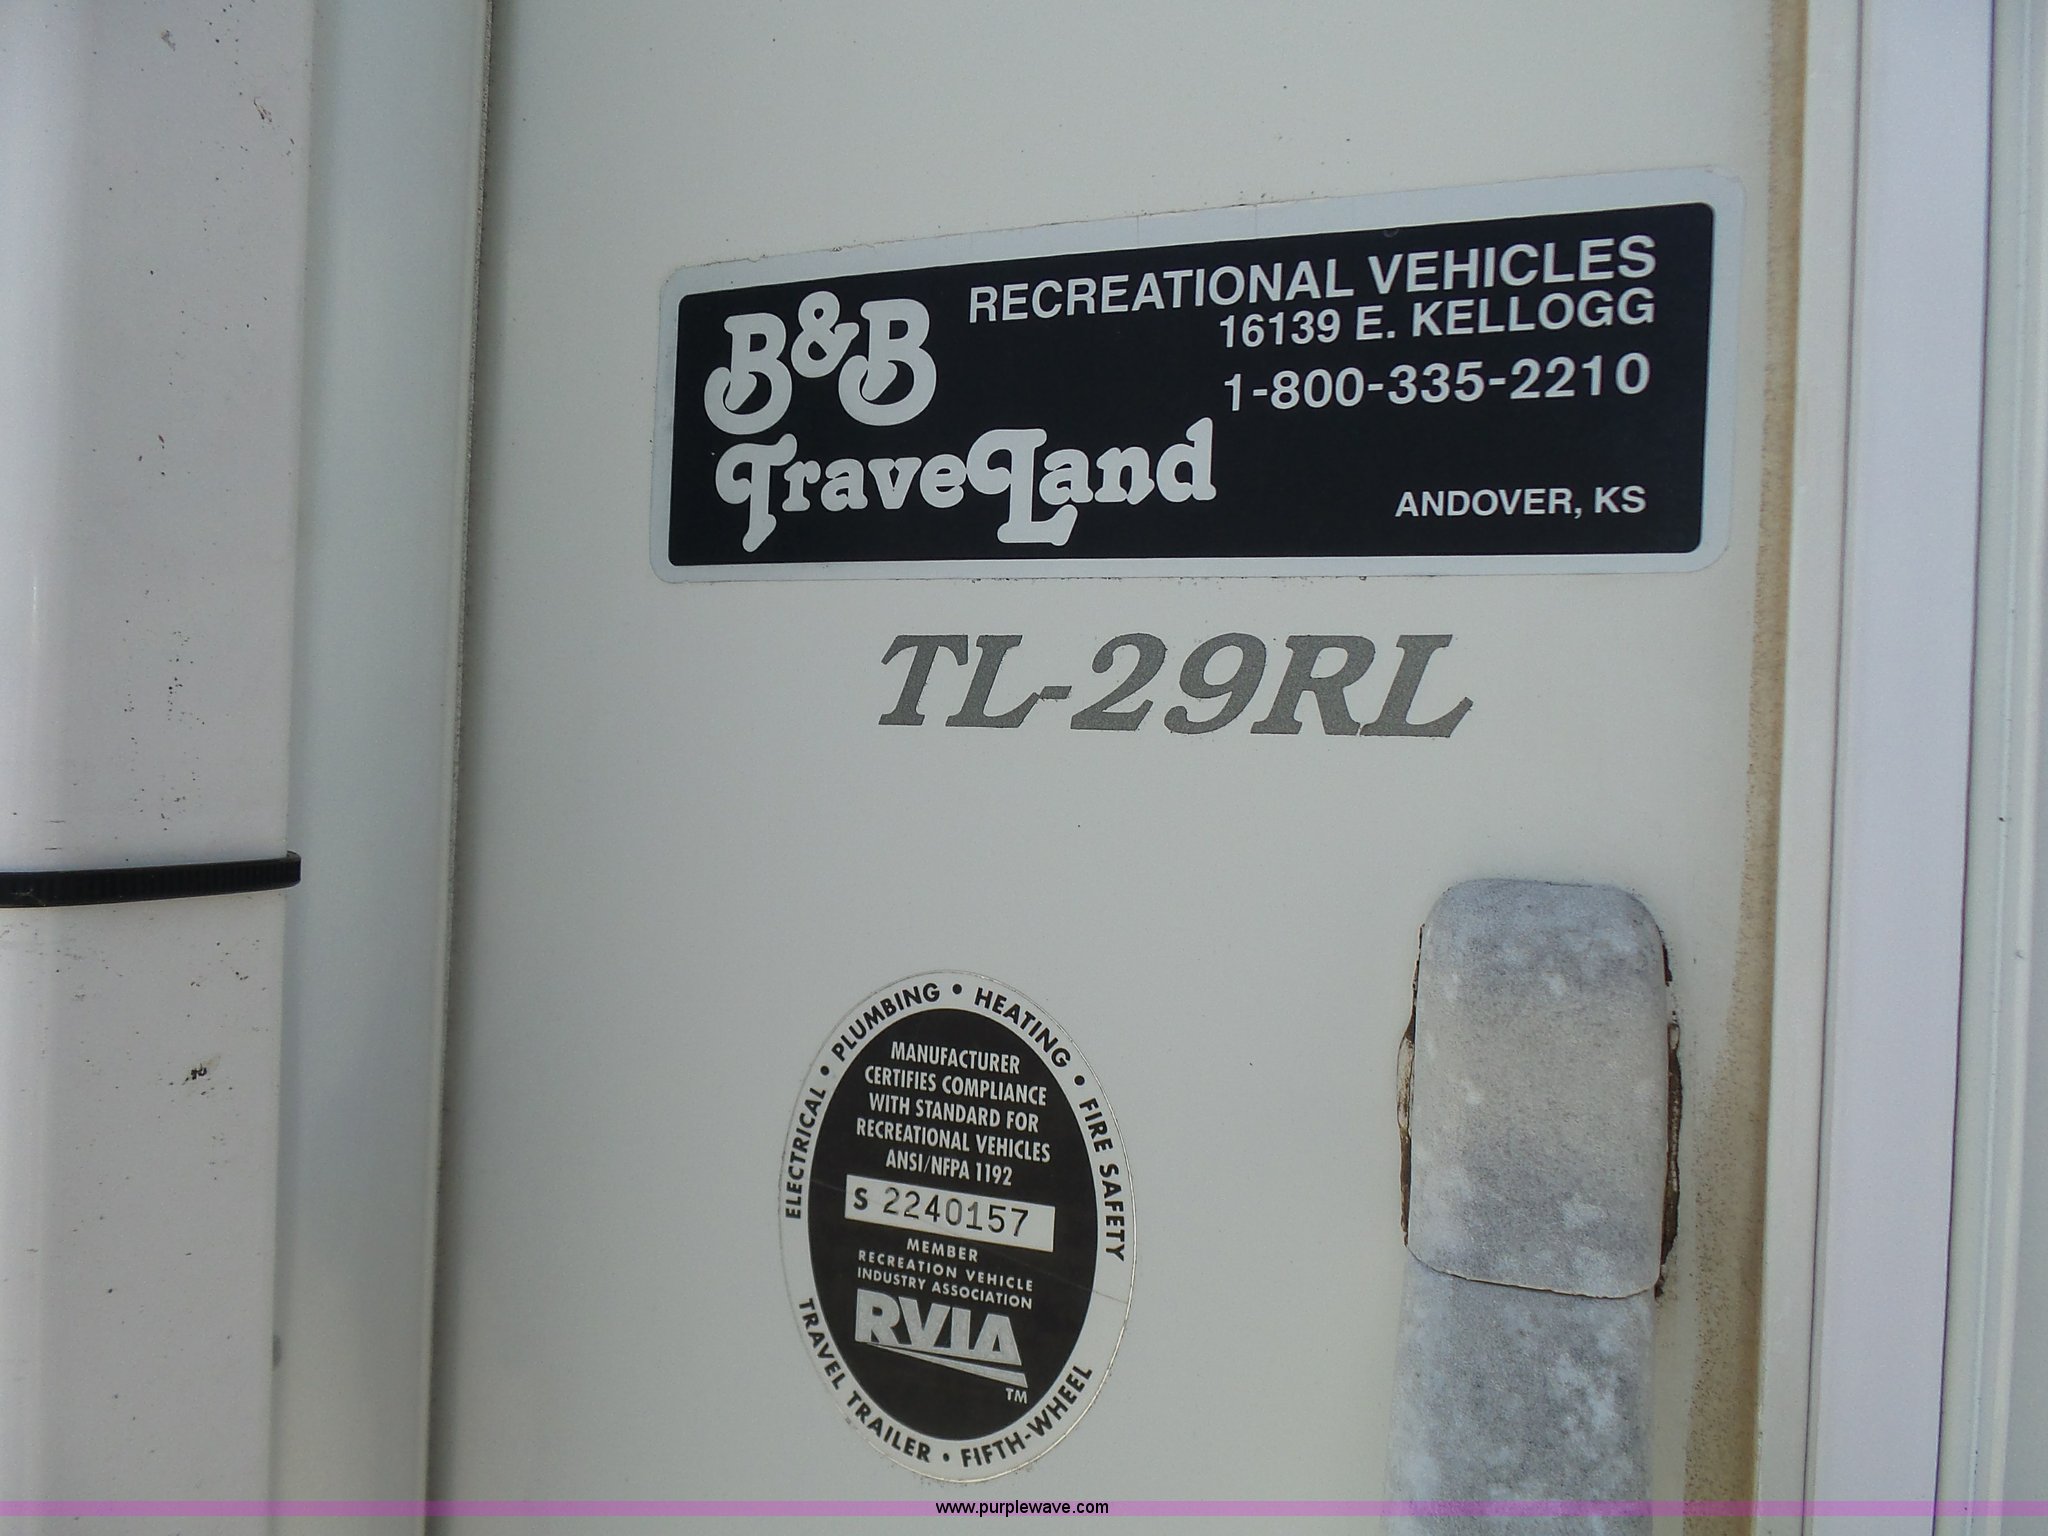 B&B
TraveLand
RECREATIONAL VEHICLES
16139 E. KELLOGG
1-800-335-2210
ANDOVER, KS
TL-29RL
ELECTRICAL • PLUMBING • HEATING • FIRE SAFETY
MANUFACTURER
CERTIFIES COMPLIANCE
WITH STANDARD FOR
RECREATIONAL VEHICLES
ANSI/NFPA 1192
S 2240157
MEMBER
RECREATION VEHICLE
INDUSTRY ASSOCIATION
RVIA
TM
TRAVEL TRAILER • FIFTH-WHEEL
www.purplewave.com